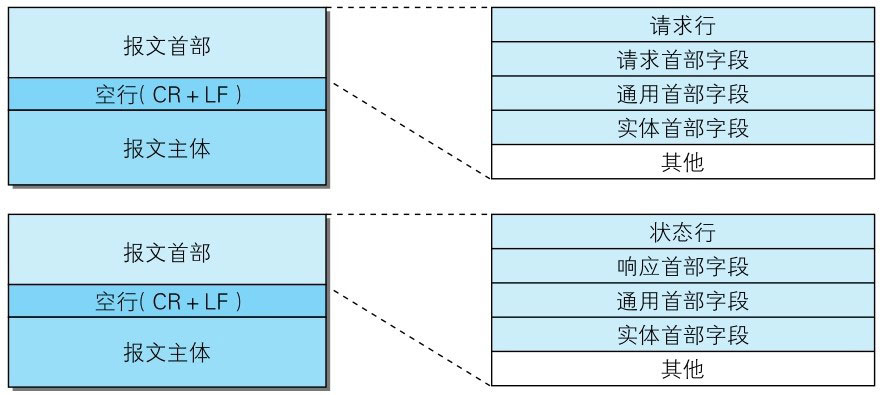 报文首部
空行( CR + LF )
报文主体
请求行
请求首部字段
通用首部字段
实体首部字段
其他
报文首部
空行( CR + LF )
报文主体
状态行
响应首部字段
通用首部字段
实体首部字段
其他